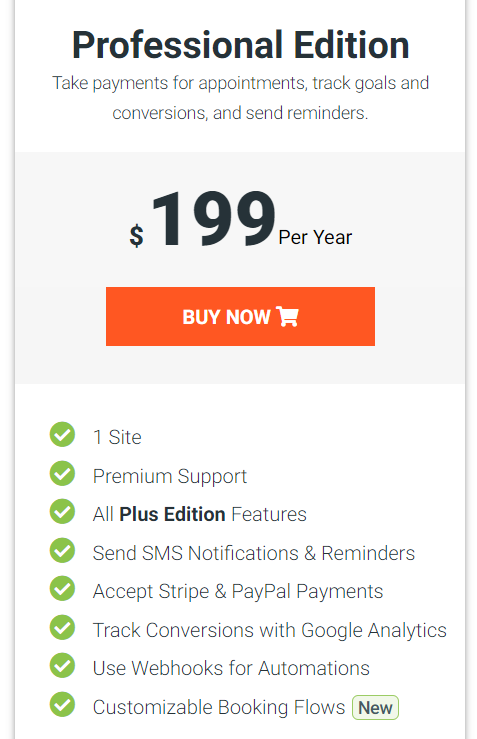 Professional Edition
Take payments for appointments, track goals and
conversions, and send reminders.
$ 199 Per Year
BUY NOW
1 Site
Premium Support
All Plus Edition Features
Send SMS Notifications & Reminders
Accept Stripe & PayPal Payments
Track Conversions with Google Analytics
Use Webhooks for Automations
Customizable Booking Flows New